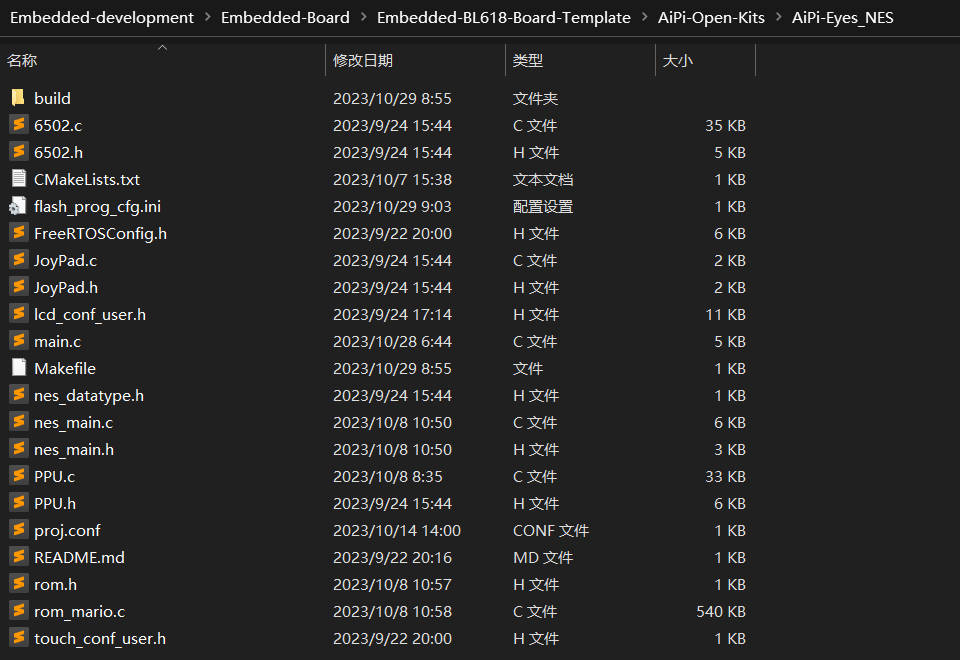 Embedded-development > Embedded-Board > Embedded-BL618-Board-Template > AiPi-Open-Kits > AiPi-Eyes_NES
名称 修改日期 类型 大小
build 2023/10/29 8:55 文件夹
6502.c 2023/9/24 15:44 C 文件 35 KB
6502.h 2023/9/24 15:44 H 文件 5 KB
CMakeLists.txt 2023/10/7 15:38 文本文档 1 KB
flash_prog_cfg.ini 2023/10/29 9:03 配置设置 1 KB
FreeRTOSConfig.h 2023/9/22 20:00 H 文件 6 KB
JoyPad.c 2023/9/24 15:44 C 文件 2 KB
JoyPad.h 2023/9/24 15:44 H 文件 2 KB
lcd_conf_user.h 2023/9/24 17:14 H 文件 11 KB
main.c 2023/10/28 6:44 C 文件 5 KB
Makefile 2023/10/29 8:55 文件 1 KB
nes_datatype.h 2023/9/24 15:44 H 文件 1 KB
nes_main.c 2023/10/8 10:50 C 文件 6 KB
nes_main.h 2023/10/8 10:50 H 文件 3 KB
PPU.c 2023/10/8 8:35 C 文件 33 KB
PPU.h 2023/9/24 15:44 H 文件 6 KB
proj.conf 2023/10/14 14:00 CONF 文件 1 KB
README.md 2023/9/22 20:16 MD 文件 1 KB
rom.h 2023/10/8 10:57 H 文件 1 KB
rom_mario.c 2023/10/8 10:58 C 文件 540 KB
touch_conf_user.h 2023/9/22 20:00 H 文件 1 KB